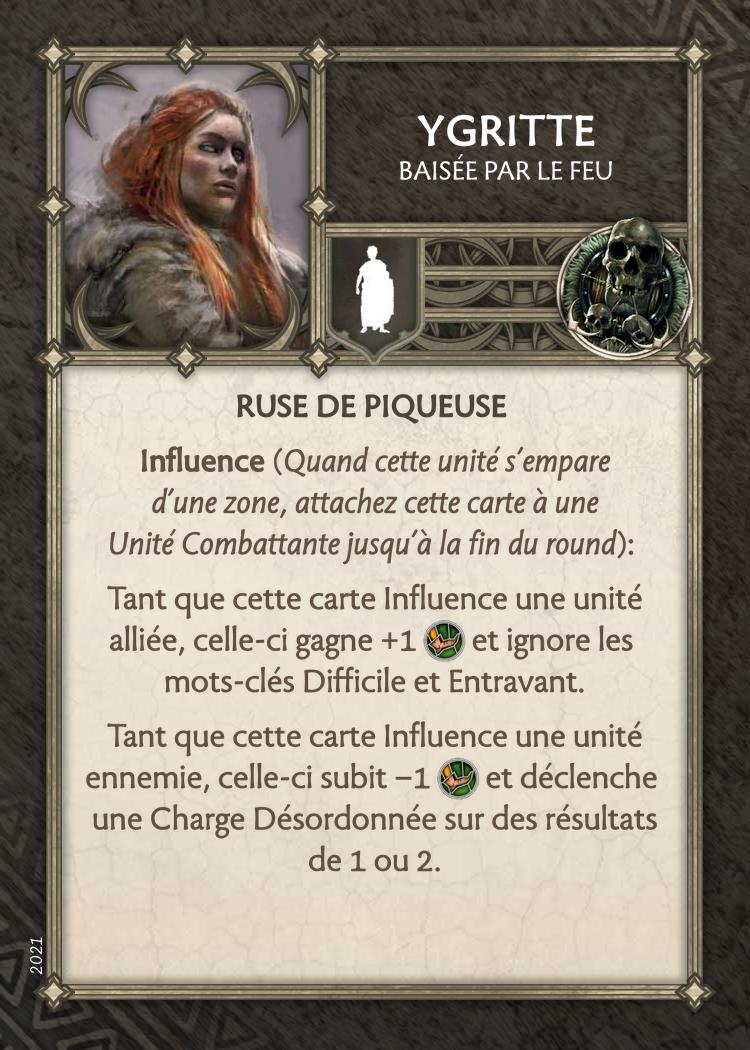 YGRITTE
BAISÉE PAR LE FEU
RUSE DE PIQUEUSE
Influence (Quand cette unité s'empare
d'une zone, attachez cette carte à une
Unité Combattante jusqu'à la fin du round):
Tant que cette carte Influence une unité
alliée, celle-ci gagne +1 et ignore les
mots-clés Difficile et Entravant.
Tant que cette carte Influence une unité
ennemie, celle-ci subit −1 et déclenche
une Charge Désordonnée sur des résultats
de 1 ou 2.
2021